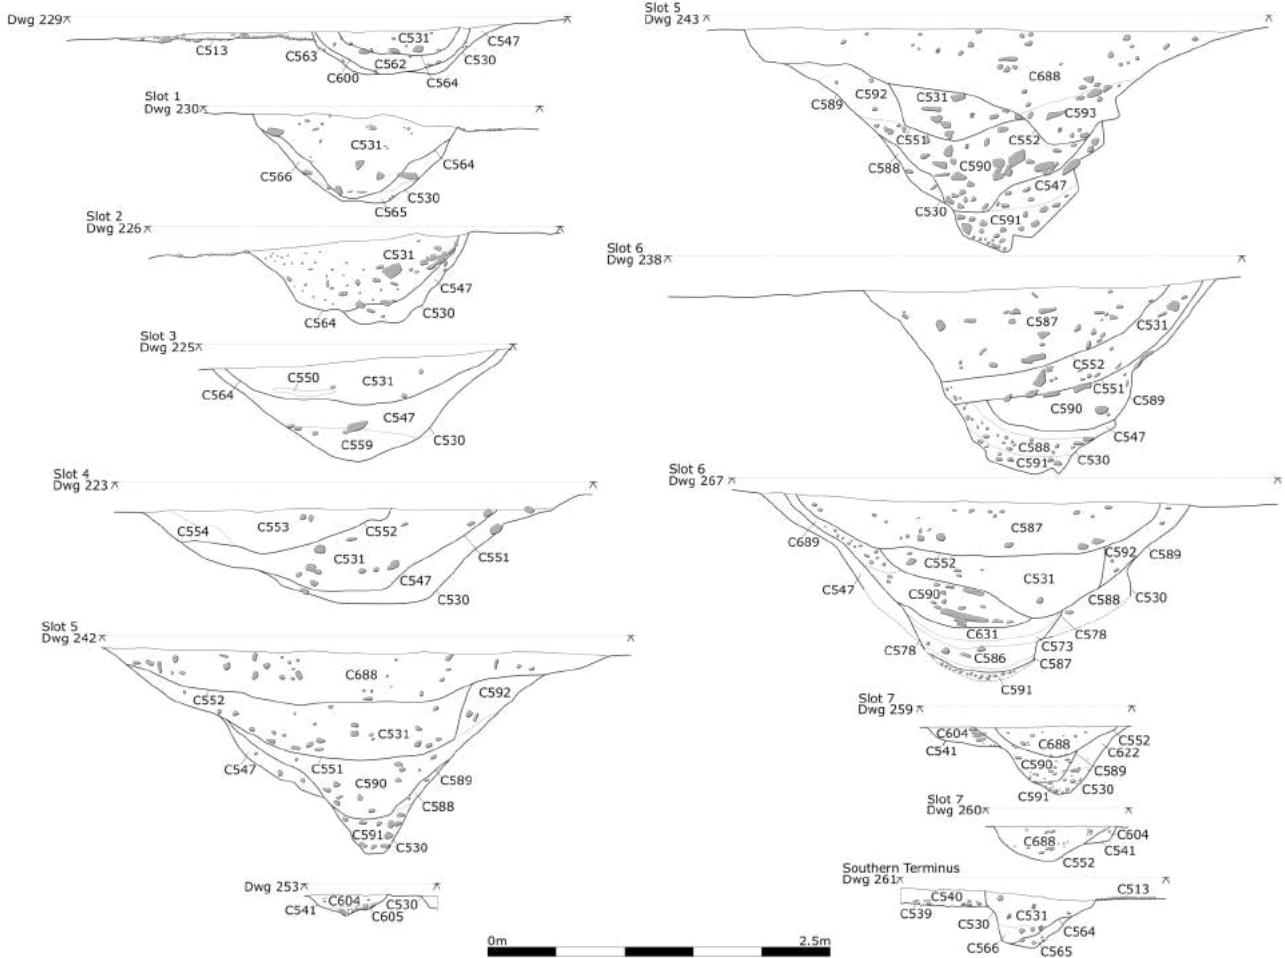 Dwg 229
C513
C563
C531
C547
C530
C562
C600
C564
Slot 1
Dwg 230
C531
C564
C566
C530
C565
Slot 2
Dwg 226
C531
C547
C530
C564
Slot 3
Dwg 225
C550
C531
C564
C547
C559
C530
Slot 4
Dwg 223
C554
C553
C552
C531
C551
C547
C530
Slot 5
Dwg 242
C688
C552
C592
C531
C547
C551
C590
C589
C588
C591
C530
Dwg 253
C604
C530
C541
C605
0m
2.5m
Slot 5
Dwg 243
C688
C592
C531
C589
C593
C551
C552
C588
C590
C547
C530
C591
Slot 6
Dwg 238
C587
C531
C552
C551
C589
C590
C547
C588
C530
C591
Slot 6
Dwg 267
C587
C689
C552
C592
C589
C531
C547
C590
C588
C530
C631
C578
C578
C573
C586
C587
C591
Slot 7
Dwg 259
C604
C541
C688
C552
C622
C590
C589
C591
C530
Slot 7
Dwg 260
C688
C604
C541
C552
Southern Terminus
Dwg 261
C540
C513
C539
C530
C531
C564
C566
C565